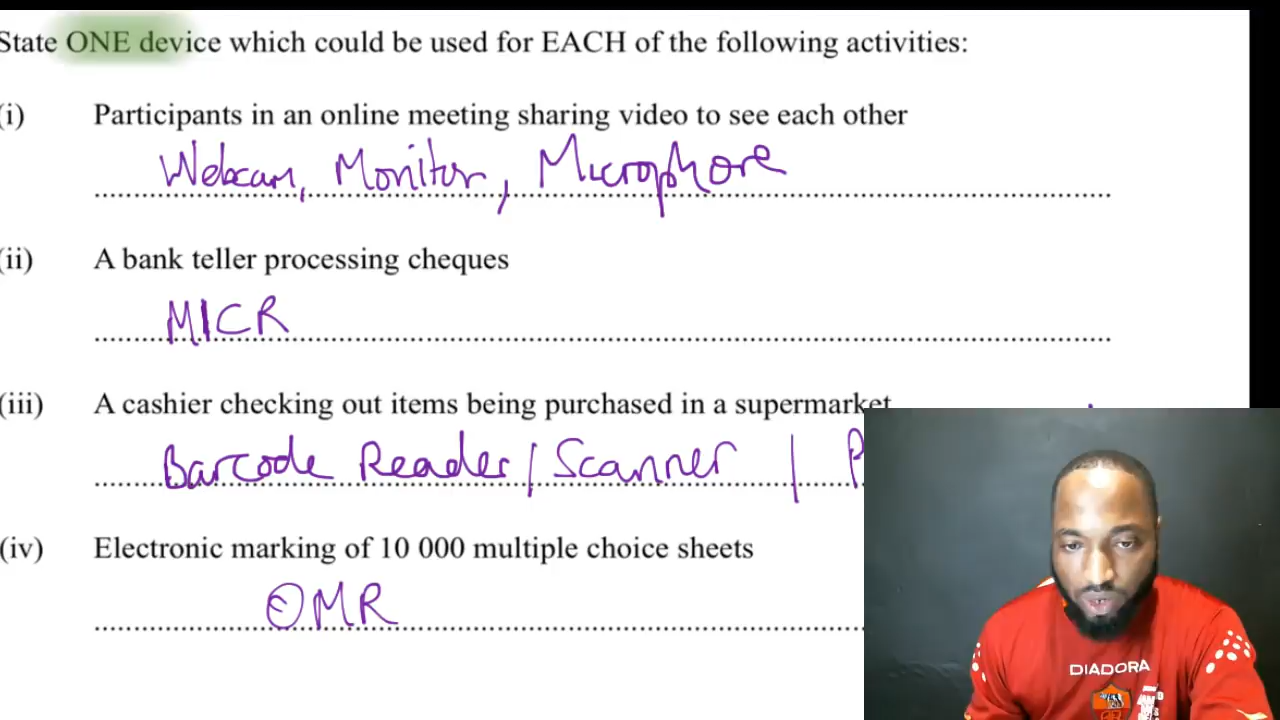 State ONE device which could be used for EACH of the following activities:
(i) Participants in an online meeting sharing video to see each other
Webcam, Monitor, Microphone
(ii) A bank teller processing cheques
MICR
(iii) A cashier checking out items being purchased in a supermarket
Barcode Reader / Scanner / P
(iv) Electronic marking of 10 000 multiple choice sheets
OMR
DIADORA